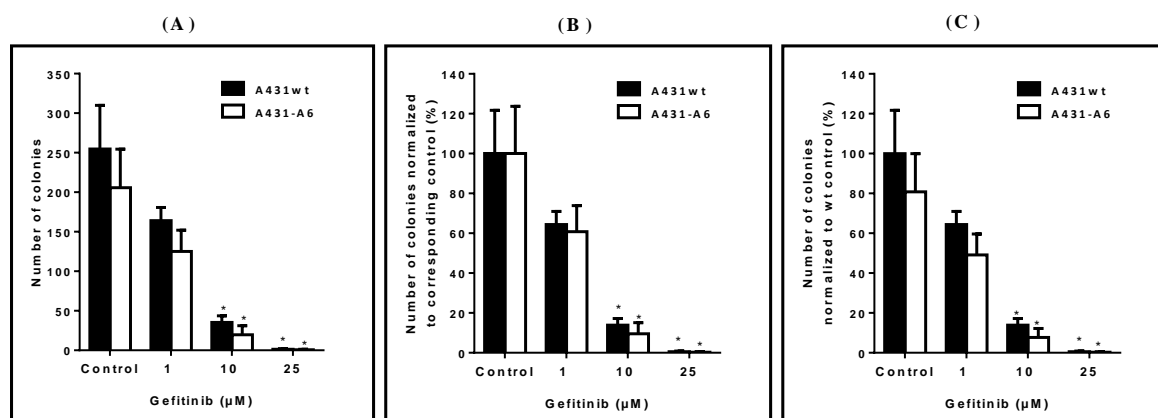 (A)
Number of colonies
350
300
250
200
150
100
50
0
A431wt
A431-A6
* *
* *
Control 1 10 25
Gefitinib (µM)
(B)
Number of colonies normalized
to corresponding control (%)
140
120
100
80
60
40
20
0
A431wt
A431-A6
* *
* *
Control 1 10 25
Gefitinib (µM)
(C)
Number of colonies
normalized to wt control (%)
140
120
100
80
60
40
20
0
A431wt
A431-A6
* *
* *
Control 1 10 25
Gefitinib (µM)